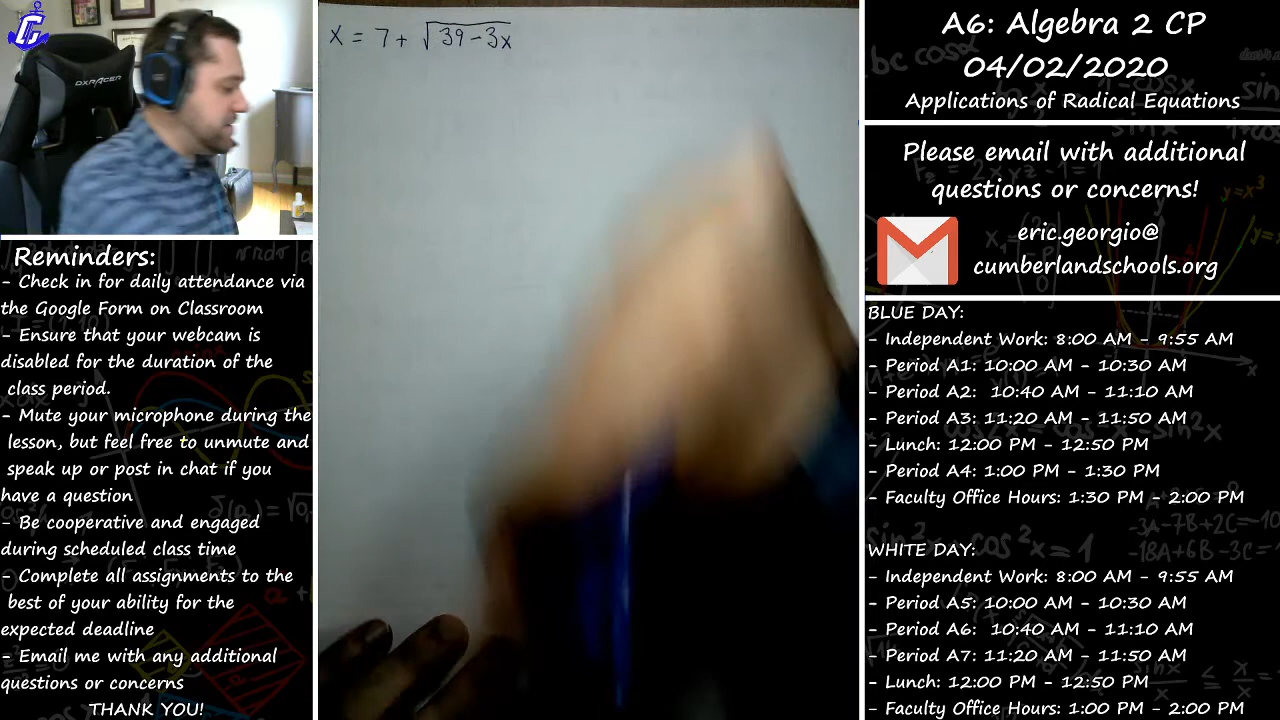 DXRACER
x = 7 + √39 - 3x
A6: Algebra 2 CP
04/02/2020
Applications of Radical Equations
Please email with additional
questions or concerns!
eric.georgio@
cumberlandschools.org
Reminders:
- Check in for daily attendance via
the Google Form on Classroom
- Ensure that your webcam is
disabled for the duration of the
class period.
- Mute your microphone during the
lesson, but feel free to unmute and
speak up or post in chat if you
have a question
- Be cooperative and engaged
during scheduled class time
- Complete all assignments to the
best of your ability for the
expected deadline
- Email me with any additional
questions or concerns
THANK YOU!
BLUE DAY:
- Independent Work: 8:00 AM - 9:55 AM
- Period A1: 10:00 AM - 10:30 AM
- Period A2: 10:40 AM - 11:10 AM
- Period A3: 11:20 AM - 11:50 AM
- Lunch: 12:00 PM - 12:50 PM
- Period A4: 1:00 PM - 1:30 PM
- Faculty Office Hours: 1:30 PM - 2:00 PM
WHITE DAY:
- Independent Work: 8:00 AM - 9:55 AM
- Period A5: 10:00 AM - 10:30 AM
- Period A6: 10:40 AM - 11:10 AM
- Period A7: 11:20 AM - 11:50 AM
- Lunch: 12:00 PM - 12:50 PM
- Faculty Office Hours: 1:00 PM - 2:00 PM